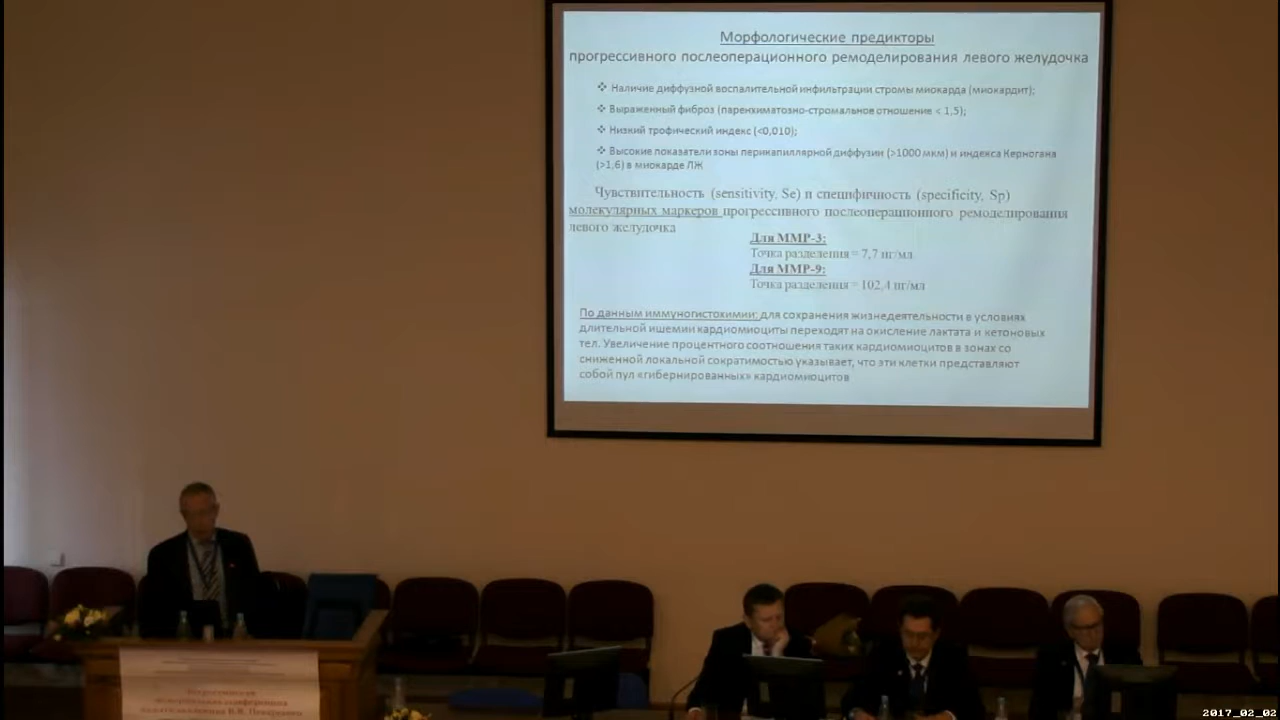 Морфологические предикторы
прогрессивного послеоперационного ремоделирования левого желудочка
❖ Наличие диффузной воспалительной инфильтрации стромы миокарда (миокардит);
❖ Выраженный фиброз (паренхиматозно-стромальное отношение < 1,5);
❖ Низкий трофический индекс (<0,010);
❖ Высокие показатели зоны перикапиллярной диффузии (>1000 мкм) и индекса Керногана
(>1,6) в миокарде ЛЖ
Чувствительность (sensitivity, Se) и специфичность (specificity, Sp)
молекулярных маркеров прогрессивного послеоперационного ремоделирования
левого желудочка
Для ММР-3:
Точка разделения = 7,7 нг/мл
Для ММР-9:
Точка разделения = 102,4 нг/мл
По данным иммуногистохимии: для сохранения жизнедеятельности в условиях
длительной ишемии кардиомиоциты переходят на окисление лактата и кетоновых
тел. Увеличение процентного соотношения таких кардиомиоцитов в зонах со
сниженной локальной сократимостью указывает, что эти клетки представляют
собой пул «гибернированных» кардиомиоцитов
Всероссийская
конференция
2017_02_02